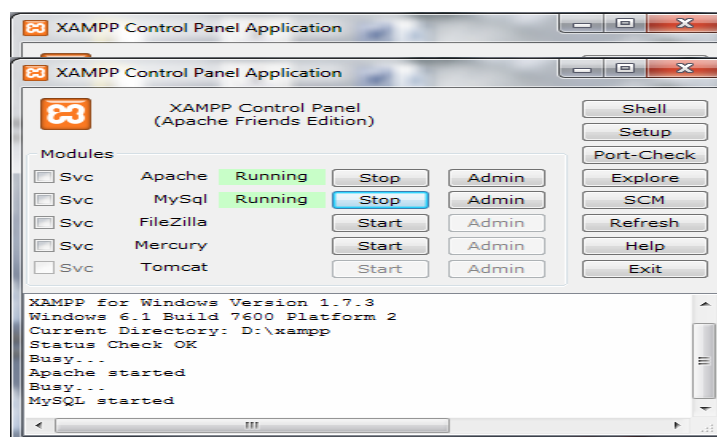 XAMPP Control Panel Application
XAMPP Control Panel Application
XAMPP Control Panel
(Apache Friends Edition)
Shell
Setup
Port-Check
Explore
SCM
Refresh
Help
Exit
Modules
Svc Apache Running Stop Admin
Svc MySql Running Stop Admin
Svc FileZilla Start Admin
Svc Mercury Start Admin
Svc Tomcat Start Admin
XAMPP for Windows Version 1.7.3
Windows 6.1 Build 7600 Platform 2
Current Directory: D:\xampp
Status Check OK
Busy...
Apache started
Busy...
MySQL started